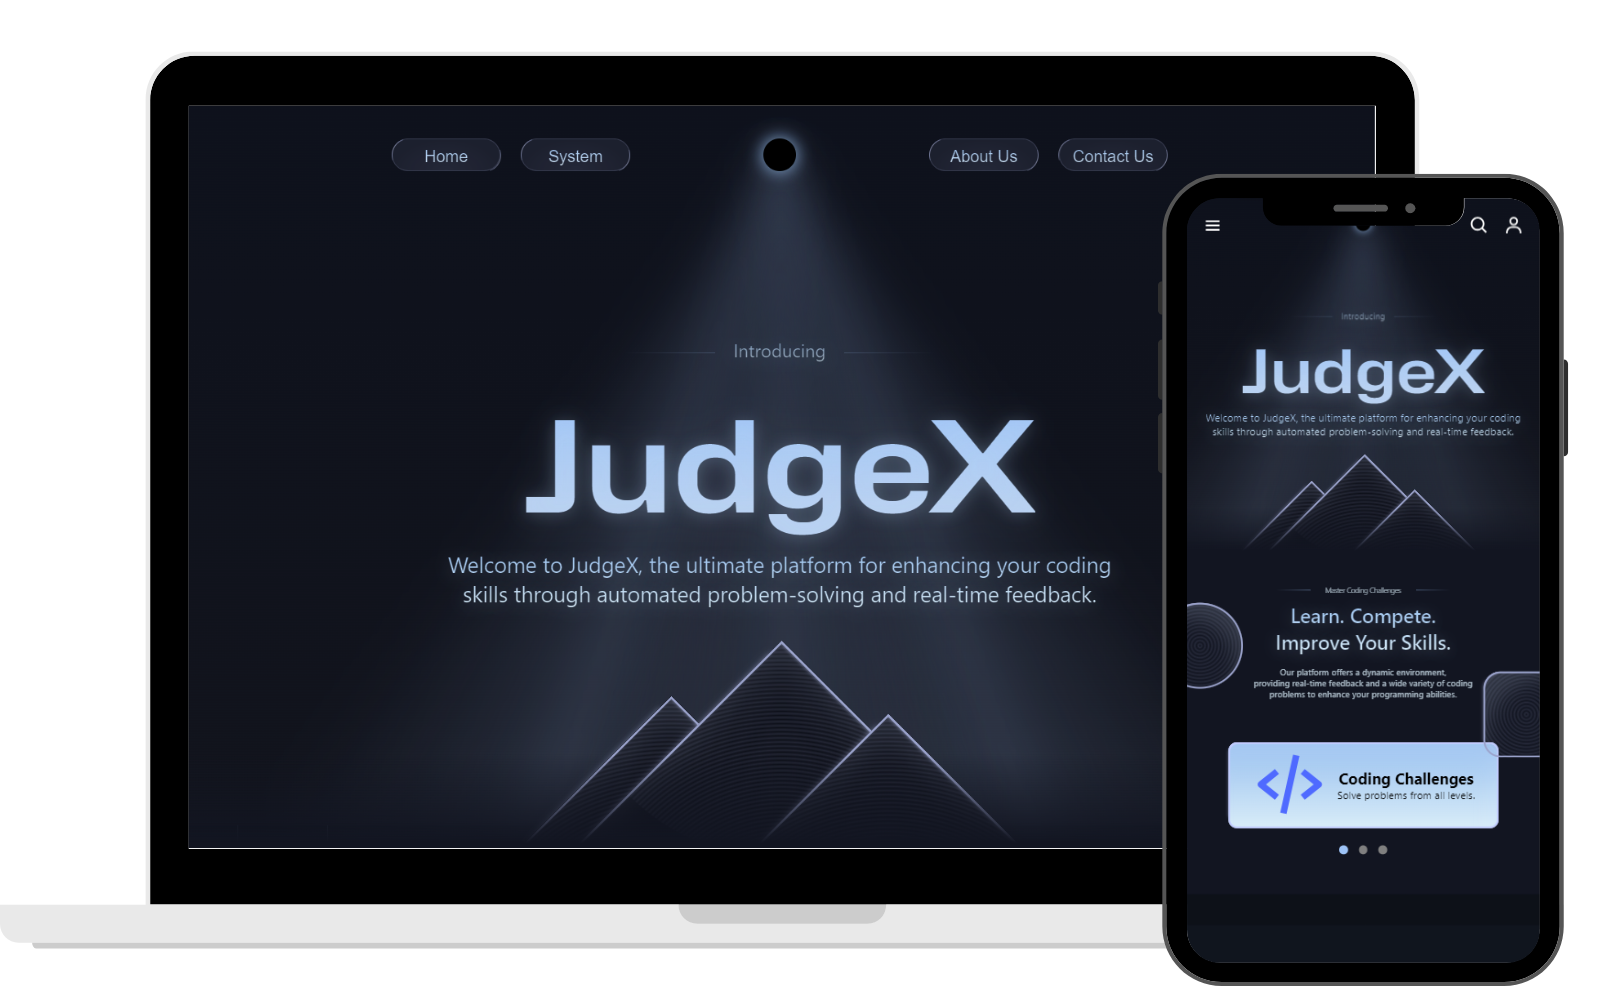 Home
System
About Us
Contact Us
Introducing
JudgeX
Welcome to JudgeX, the ultimate platform for enhancing your coding
skills through automated problem-solving and real-time feedback.
Introducing
JudgeX
Welcome to JudgeX, the ultimate platform for enhancing your coding
skills through automated problem-solving and real-time feedback.
Master Coding Challenges
Learn. Compete.
Improve Your Skills.
Our platform offers a dynamic environment,
providing real-time feedback and a wide variety of coding
problems to enhance your programming abilities.
</> Coding Challenges
Solve problems from all levels.